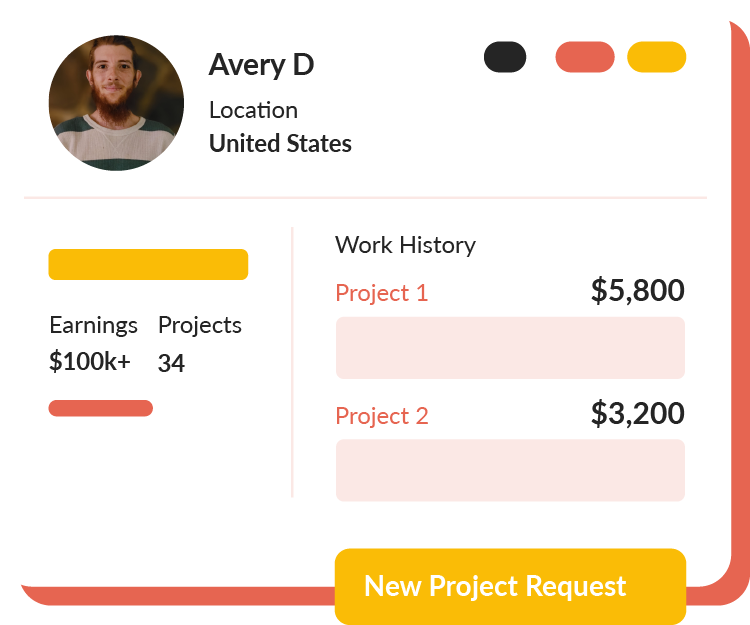 Avery D
Location
United States
Earnings
$100k+
Projects
34
Work History
Project 1 $5,800
Project 2 $3,200
New Project Request